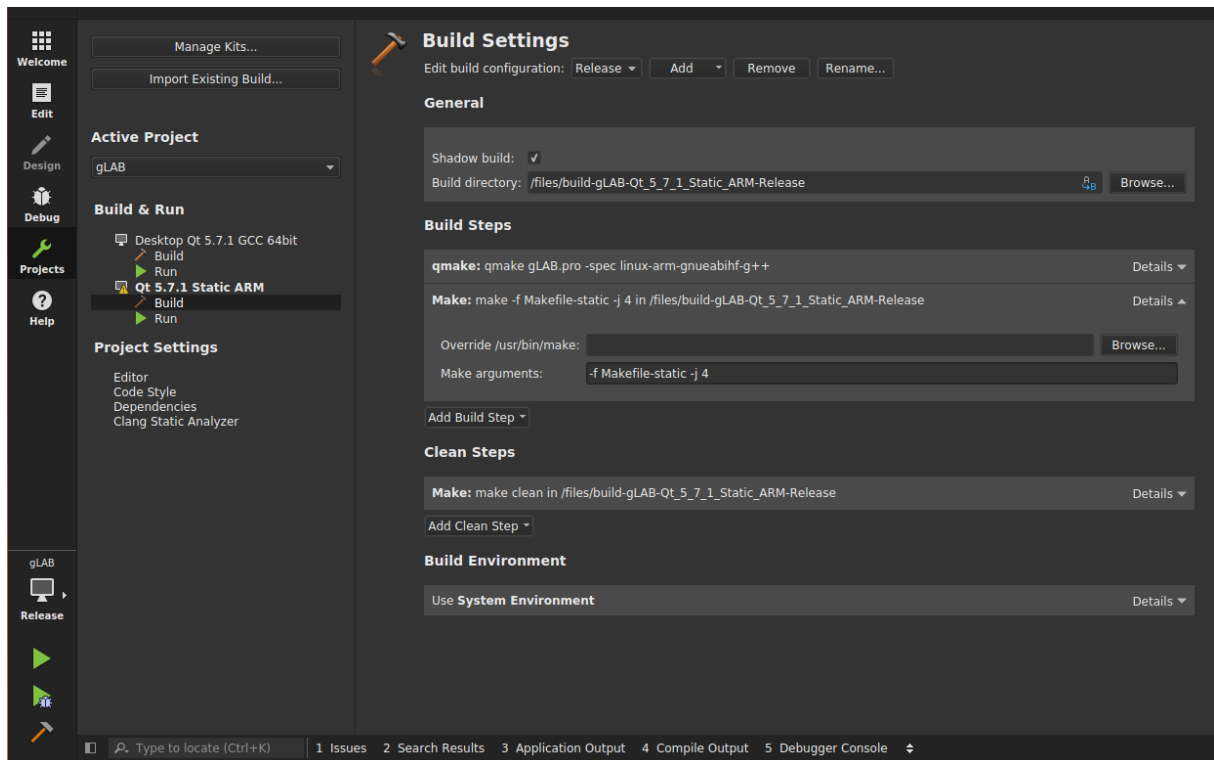 Welcome
Edit
Design
Debug
Projects
? Help
gLAB
Release
Manage Kits...
Import Existing Build...
Active Project
gLAB
Build & Run
Desktop Qt 5.7.1 GCC 64bit
Build
Run
Qt 5.7.1 Static ARM
Build
Run
Project Settings
Editor
Code Style
Dependencies
Clang Static Analyzer
Build Settings
Edit build configuration: Release Add Remove Rename...
General
Shadow build:
Build directory: /files/build-gLAB-Qt_5_7_1_Static_ARM-Release Browse...
Build Steps
qmake: qmake gLAB.pro -spec linux-arm-gnueabihf-g++ Details
Make: make -f Makefile-static -j 4 in /files/build-gLAB-Qt_5_7_1_Static_ARM-Release Details
Override /usr/bin/make: Browse...
Make arguments: -f Makefile-static -j 4
Add Build Step
Clean Steps
Make: make clean in /files/build-gLAB-Qt_5_7_1_Static_ARM-Release Details
Add Clean Step
Build Environment
Use System Environment Details
Type to locate (Ctrl+K) 1 Issues 2 Search Results 3 Application Output 4 Compile Output 5 Debugger Console